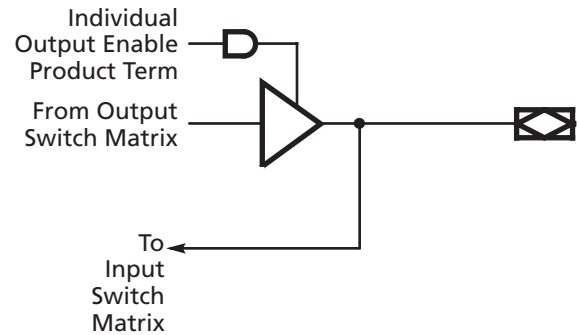 Individual
Output Enable
Product Term
From Output
Switch Matrix
To
Input
Switch
Matrix